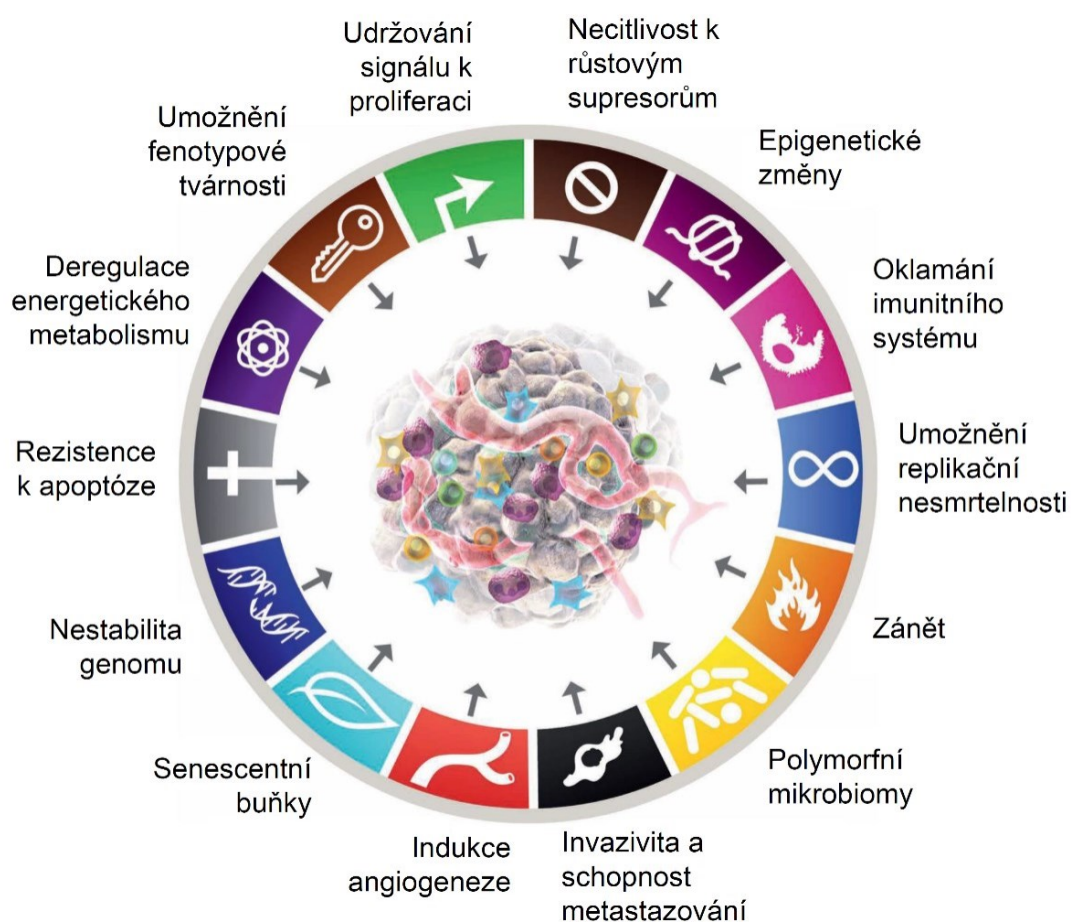 Udržování
signálu k
proliferaci
Necitlivost k
růstovým
supresorům
Epigenetické
změny
Oklamání
imunitního
systému
Umožnění
replikační
nesmrtelnosti
Zánět
Polymorfní
mikrobiomy
Invazivita a
schopnost
metastazování
Indukce
angiogeneze
Senescentní
buňky
Nestabilita
genomu
Rezistence
k apoptóze
Deregulace
energetického
metabolismu
Umožnění
fenotypové
tvárnosti